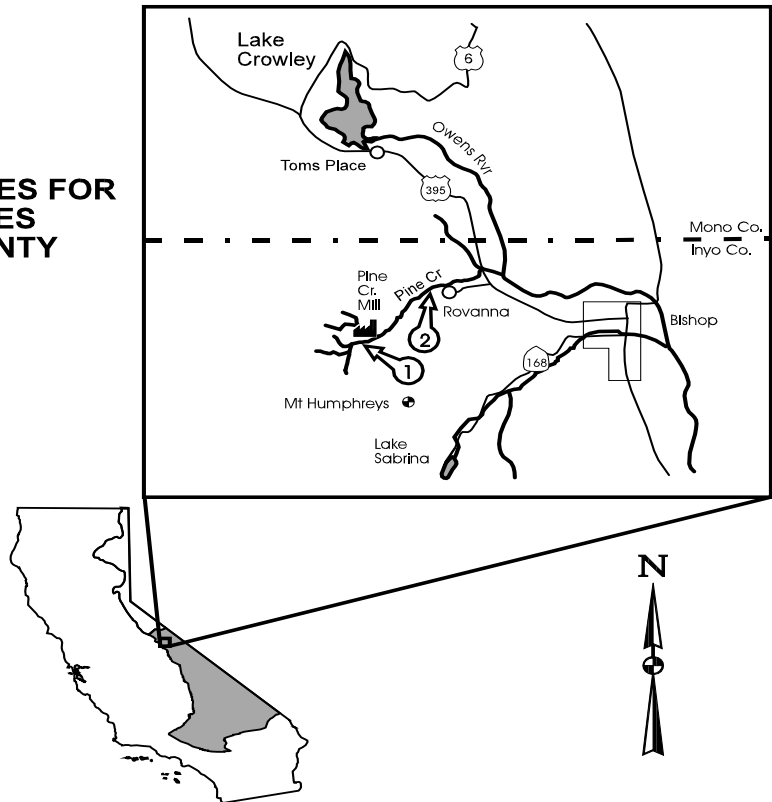 ES FOR
ES
NTY
Lake
Crowley
6
Owens Rvr
Toms Place
395
Mono Co.
Inyo Co.
Pine
Cr.
Mill
Pine Cr
Rovanna
Bishop
2
1
168
Mt Humphreys
Lake
Sabrina
N